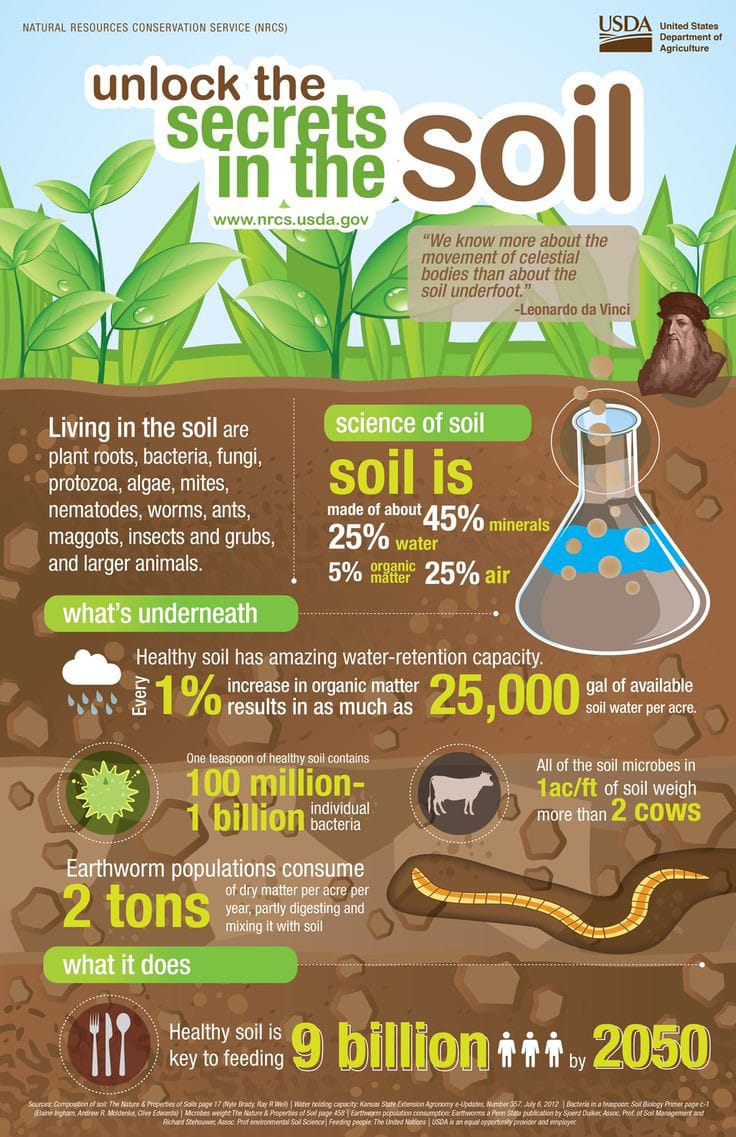 NATURAL RESOURCES CONSERVATION SERVICE (NRCS)
USDA
United States
Department of
Agriculture
unlock the
secrets
in the
soil
www.nrcs.usda.gov
“We know more about the
movement of celestial
bodies than about the
soil underfoot.”
-Leonardo da Vinci
Living in the soil are
plant roots, bacteria, fungi,
protozoa, algae, mites,
nematodes, worms, ants,
maggots, insects and grubs,
and larger animals.
science of soil
soil is
made of about 45% minerals
25% water
5% organic matter 25% air
what's underneath
Healthy soil has amazing water-retention capacity.
Every 1% increase in organic matter results in as much as 25,000 gal of available soil water per acre.
One teaspoon of healthy soil contains
100 million-
1 billion individual bacteria
All of the soil microbes in
1ac/ft of soil weigh
more than 2 cows
Earthworm populations consume
2 tons of dry matter per acre per year, partly digesting and mixing it with soil
what it does
Healthy soil is
key to feeding 9 billion by 2050
Sources: Composition of soil: The Nature & Properties of Soils page 17 (Nyle Brady, Ray R Weil) | Water holding capacity: Kansas State Extension Agronomy e-Updates, Number 357, July 6, 2012 | Bacteria in a teaspoon: Soil Biology Primer page c-1
(Elaine Ingham, Andrew R. Moldenke, Clive Edwards) | Microbes weight:The Nature & Properties of Soil page 458 | Earthworm population consumption: Earthworms a Penn State publication by Sjoerd Duiker, Assoc. Prof. of Soil Management and
Richard Stehouwer, Assoc. Prof environmental Soil Science | Feeding people: The United Nations | USDA is an equal opportunity provider and employer.